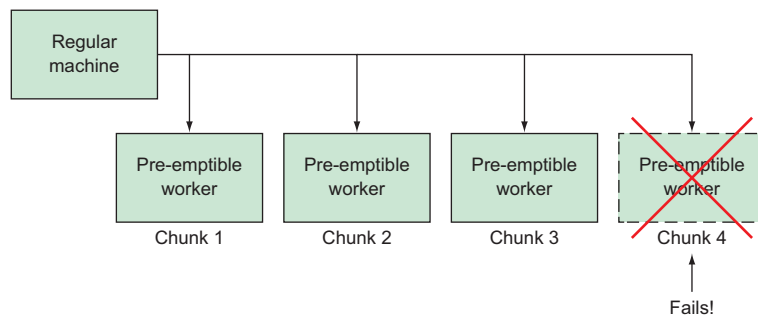 Regular
machine
Pre-emptible
worker
Pre-emptible
worker
Pre-emptible
worker
Pre-emptible
worker
Chunk 1
Chunk 2
Chunk 3
Chunk 4
Fails!